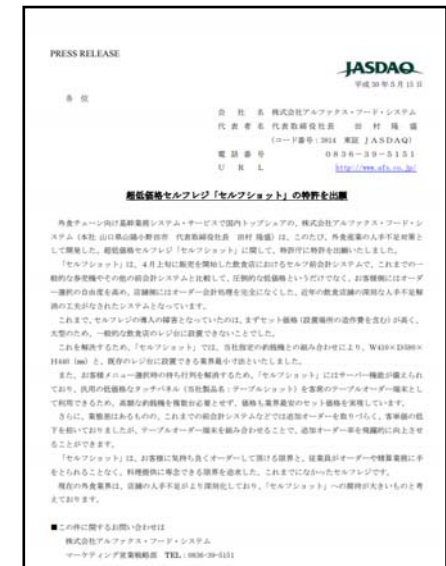 PRESS RELEASE
JASDAQ
平成 30 年 5 月 15 日
各 位
会 社 名 株式会社アルファクス・フード・システム
代 表 者 名 代表取締役社長 田 村 隆 盛
(コード番号:3814 東証 JASDAQ)
電 話 番 号 0836-39-5151
U R L http://www.afs.co.jp/
超低価格セルフレジ「セルフショット」の特許を出願
外食チェーン向け基幹業務システム・サービスで国内トップシェアの、株式会社アルファクス・フード・シ
ステム(本社 山口県山陽小野田市 代表取締役社長 田村 隆盛)は、このたび、外食産業の人手不足対策と
して開発した、超低価格セルフレジ「セルフショット」に関して、特許庁に特許を出願いたしました。
「セルフショット」は、4 月上旬に販売を開始した飲食店におけるセルフ前会計システムで、これまでの一
般的な券売機やその他の前会計システムと比較して、圧倒的な低価格というだけでなく、お客様側にはオーダ
ー選択の自由度を高め、店舗側にはオーダー会計処理を完全になくした、近年の飲食店舗の深刻な人手不足解
消の工夫がなされたシステムとなっています。
これまで、セルフレジの導入の障害となっていたのは、まずセット価格(設置場所の造作費を含む)が高く、
大型のため、一般的な飲食店のレジ台に設置できないことでした。
これを解決するため、「セルフショット」では、当社指定の釣銭機との組み合わせにより、W410×D580×
H440 (mm) と、既存のレジ台に設置できる業界最小寸法といたしました。
また、お客様メニュー選択時の待ち行列を解消するため、「セルフショット」にはサーバー機能が備えられ
ており、汎用の低価格なタッチパネル(当社製品名:テーブルショット)を客席のテーブルオーダー端末とし
て利用できるため、高額な釣銭機を複数台必要とせず、価格も業界最安のセット価格を実現しています。
さらに、業態差はあるものの、これまでの前会計システムなどでは追加オーダーを取りづらく、客単価の低
下を招いておりましたが、テーブルオーダー端末を組み合わせることで、追加オーダー率を飛躍的に向上させ
ることができます。
「セルフショット」は、お客様に気持ち良くオーダーして頂ける限界と、従業員がオーダーや精算業務に手
をとられることなく、料理提供に専念できる限界を追求した、これまでになかったセルフレジです。
現在の外食業界は、店舗の人手不足がより深刻化しており、「セルフショット」への期待が大きいものと考
えております。
■この件に関するお問い合わせは
株式会社アルファクス・フード・システム
マーケティング営業戦略部 TEL:0836-39-5151